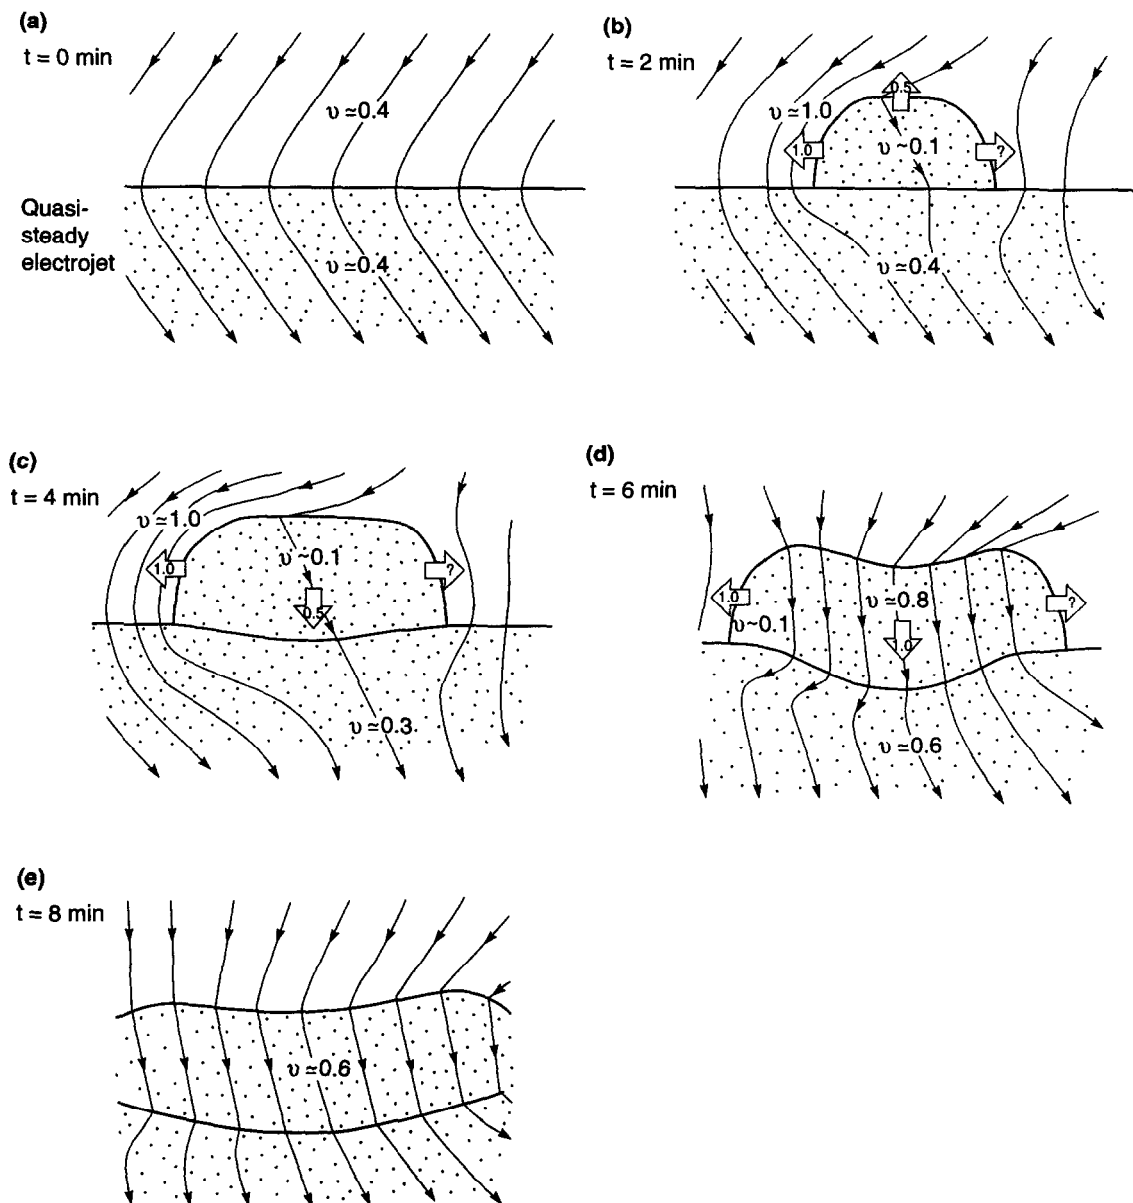 (a)
t = 0 min
υ ≃ 0.4
Quasi-
steady
electrojet
υ ≃ 0.4
(b)
t = 2 min
0.5
υ ≃ 1.0
1.0
υ ~ 0.1
?
υ ≃ 0.4
(c)
t = 4 min
υ ≃ 1.0
υ ~ 0.1
1.0
?
0.5
υ ≃ 0.3
(d)
t = 6 min
1.0
υ ~ 0.1
υ ≃ 0.8
?
1.0
υ ≃ 0.6
(e)
t = 8 min
υ ≃ 0.6